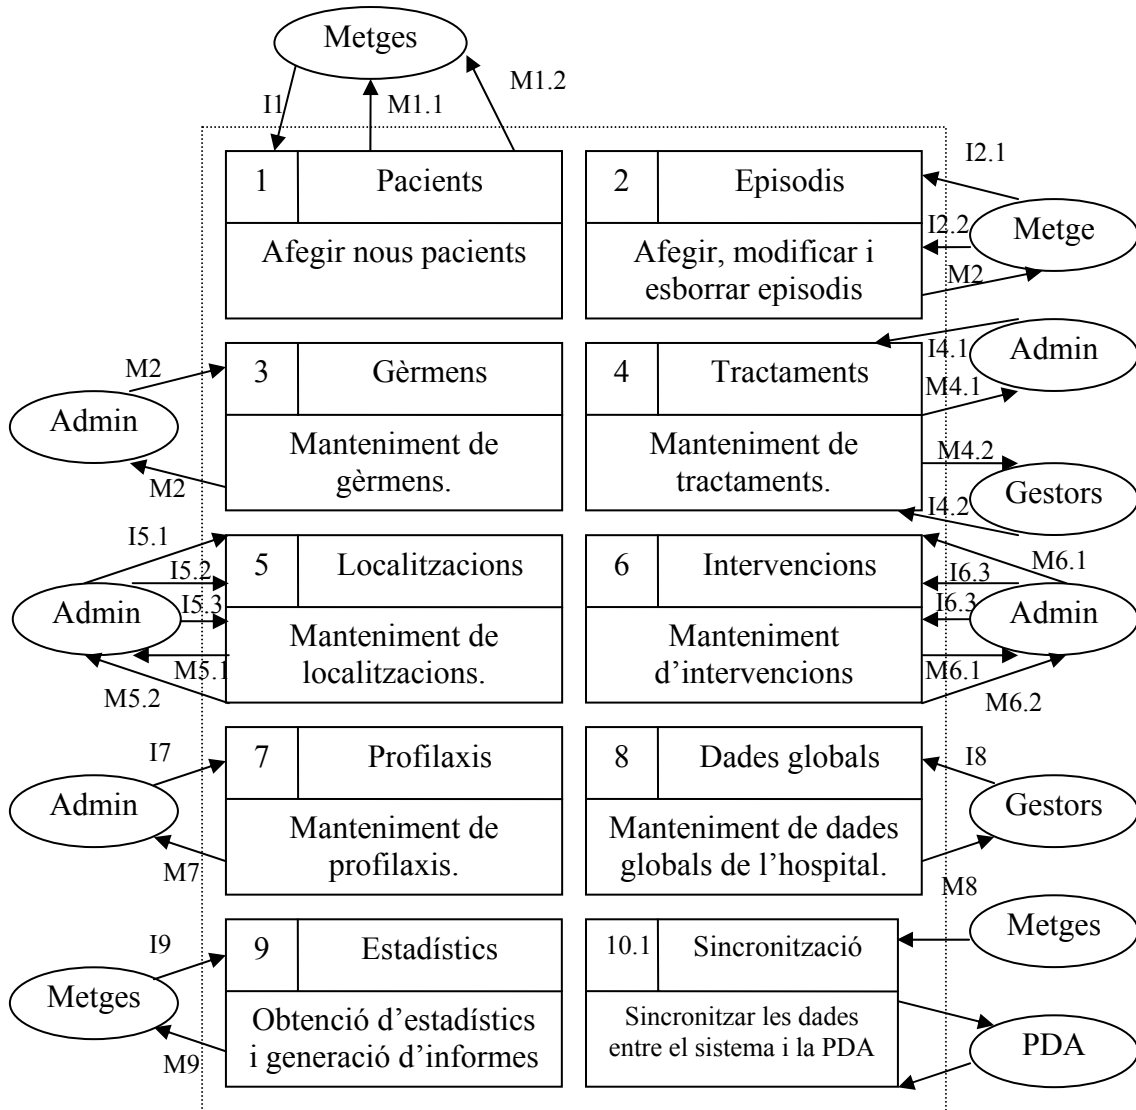 Metges
M1.2
I1
M1.1
1
Pacients
Afegir nous pacients
2
Episodis
Afegir, modificar i
esborrar episodis
I2.1
I2.2
Metge
M2
M2
3
Gèrmens
Admin
Manteniment de
gèrmens.
M2
4
Tractaments
Manteniment de
tractaments.
I4.1
Admin
M4.1
M4.2
Gestors
I4.2
I5.1
I5.2
Admin
I5.3
M5.1
M5.2
5
Localitzacions
Manteniment de
localitzacions.
6
Intervencions
Manteniment
d’intervencions
M6.1
I6.3
I6.3
Admin
M6.1
M6.2
I7
Admin
M7
7
Profilaxis
Manteniment de
profilaxis.
8
Dades globals
Manteniment de dades
globals de l’hospital.
I8
Gestors
M8
I9
Metges
M9
9
Estadístics
Obtenció d’estadístics
i generació d’informes
10.1
Sincronització
Sincronitzar les dades
entre el sistema i la PDA
Metges
PDA